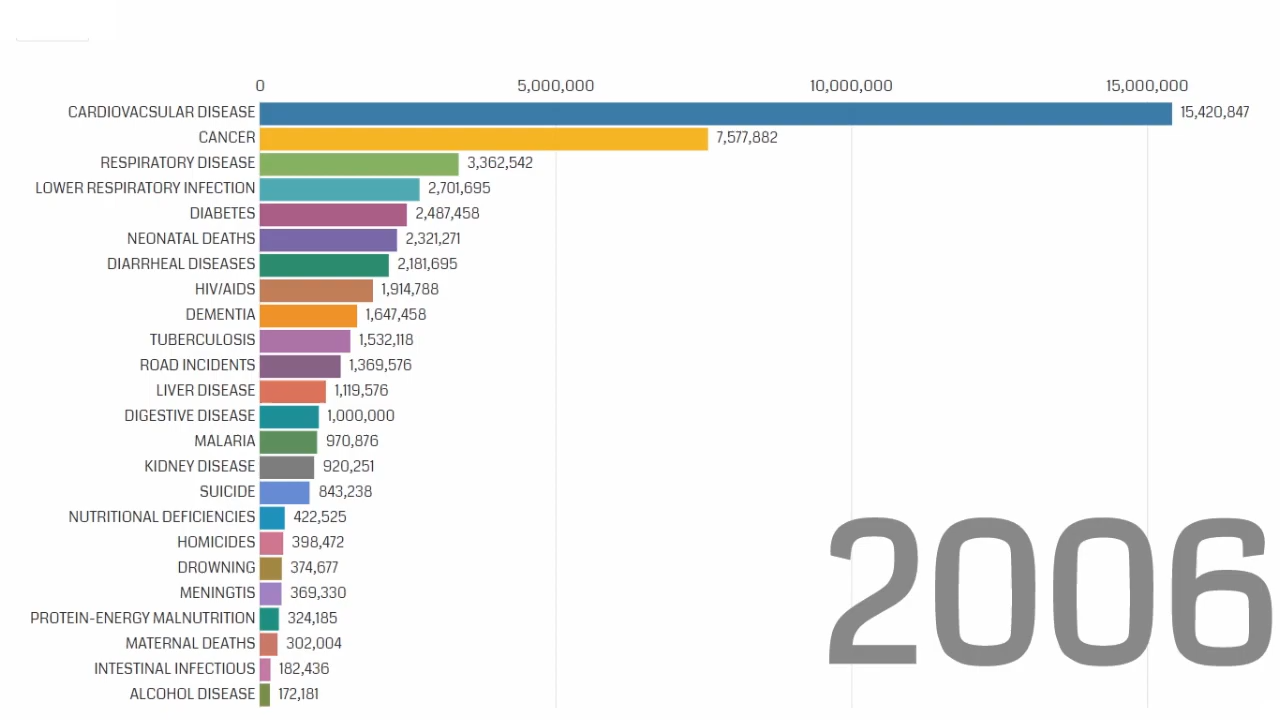 0 5,000,000 10,000,000 15,000,000
CARDIOVACSULAR DISEASE 15,420,847
CANCER 7,577,882
RESPIRATORY DISEASE 3,362,542
LOWER RESPIRATORY INFECTION 2,701,695
DIABETES 2,487,458
NEONATAL DEATHS 2,321,271
DIARRHEAL DISEASES 2,181,695
HIV/AIDS 1,914,788
DEMENTIA 1,647,458
TUBERCULOSIS 1,532,118
ROAD INCIDENTS 1,369,576
LIVER DISEASE 1,119,576
DIGESTIVE DISEASE 1,000,000
MALARIA 970,876
KIDNEY DISEASE 920,251
SUICIDE 843,238
NUTRITIONAL DEFICIENCIES 422,525
HOMICIDES 398,472
DROWNING 374,677
MENINGTIS 369,330
PROTEIN-ENERGY MALNUTRITION 324,185
MATERNAL DEATHS 302,004
INTESTINAL INFECTIOUS 182,436
ALCOHOL DISEASE 172,181
2006